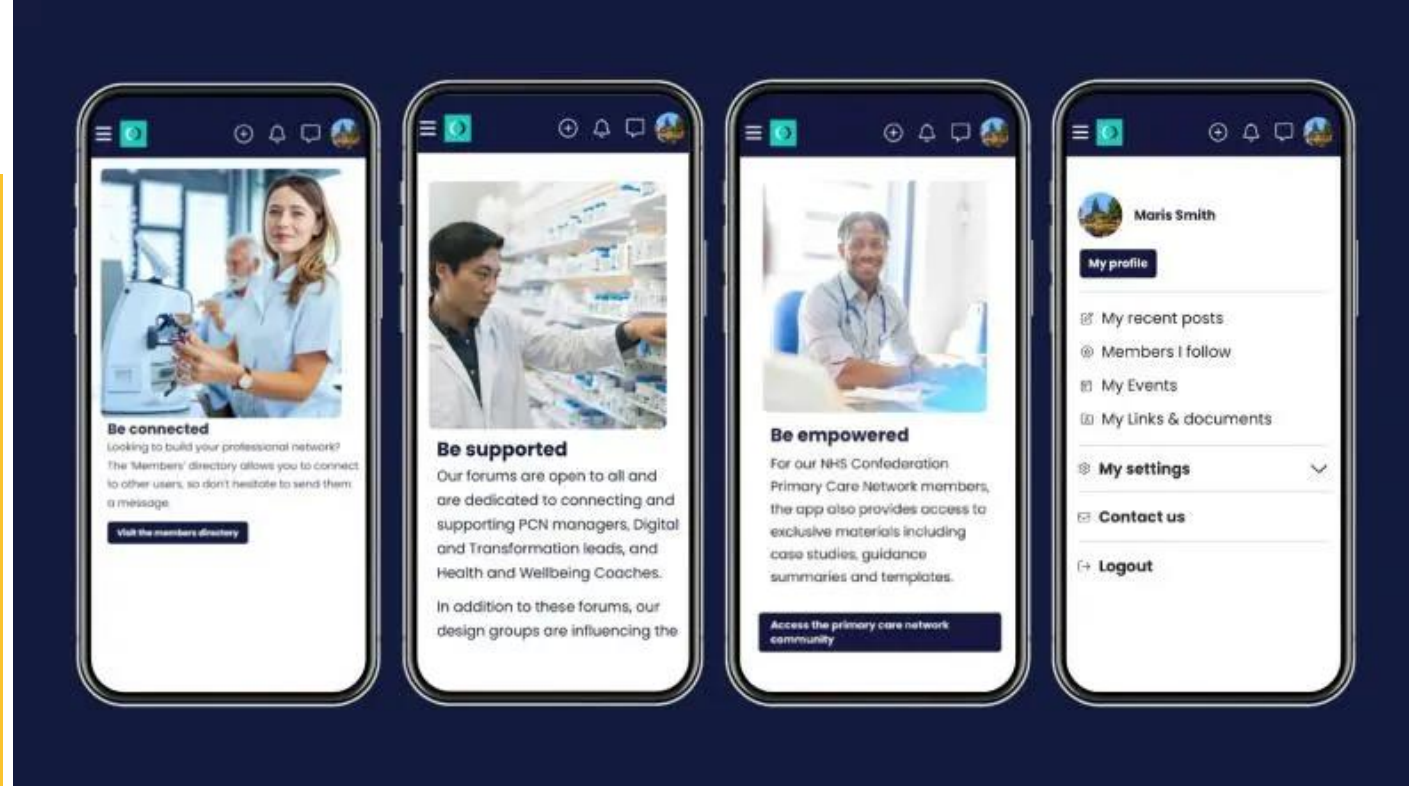 Be connected
Looking to build your professional network?
The 'Members' directory allows you to connect
to other users, so don't hesitate to send them
a message.
Visit the members directory
Be supported
Our forums are open to all and
are dedicated to connecting and
supporting PCN managers, Digital
and Transformation leads, and
Health and Wellbeing Coaches.
In addition to these forums, our
design groups are influencing the
Be empowered
For our NHS Confederation
Primary Care Network members,
the app also provides access to
exclusive materials including
case studies, guidance
summaries and templates.
Access the primary care network
community
Maris Smith
My profile
My recent posts
Members I follow
My Events
My Links & documents
My settings
Contact us
Logout